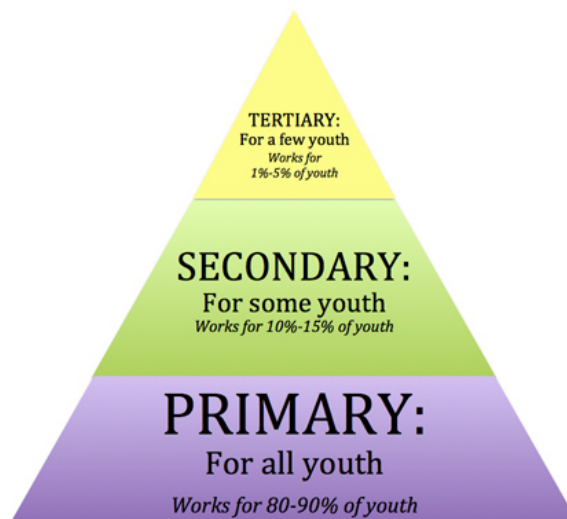 TERTIARY:
For a few youth
Works for
1%-5% of youth
SECONDARY:
For some youth
Works for 10%-15% of youth
PRIMARY:
For all youth
Works for 80-90% of youth